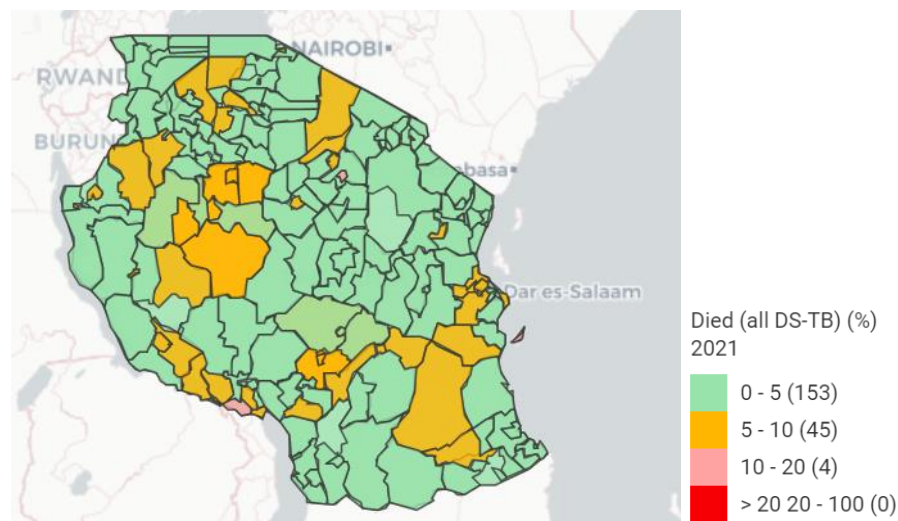 NAIROBI
RWAND
BURUN
basa
Dar es-Salaam
Died (all DS-TB) (%)
2021
0 - 5 (153)
5 - 10 (45)
10 - 20 (4)
> 20 20 - 100 (0)